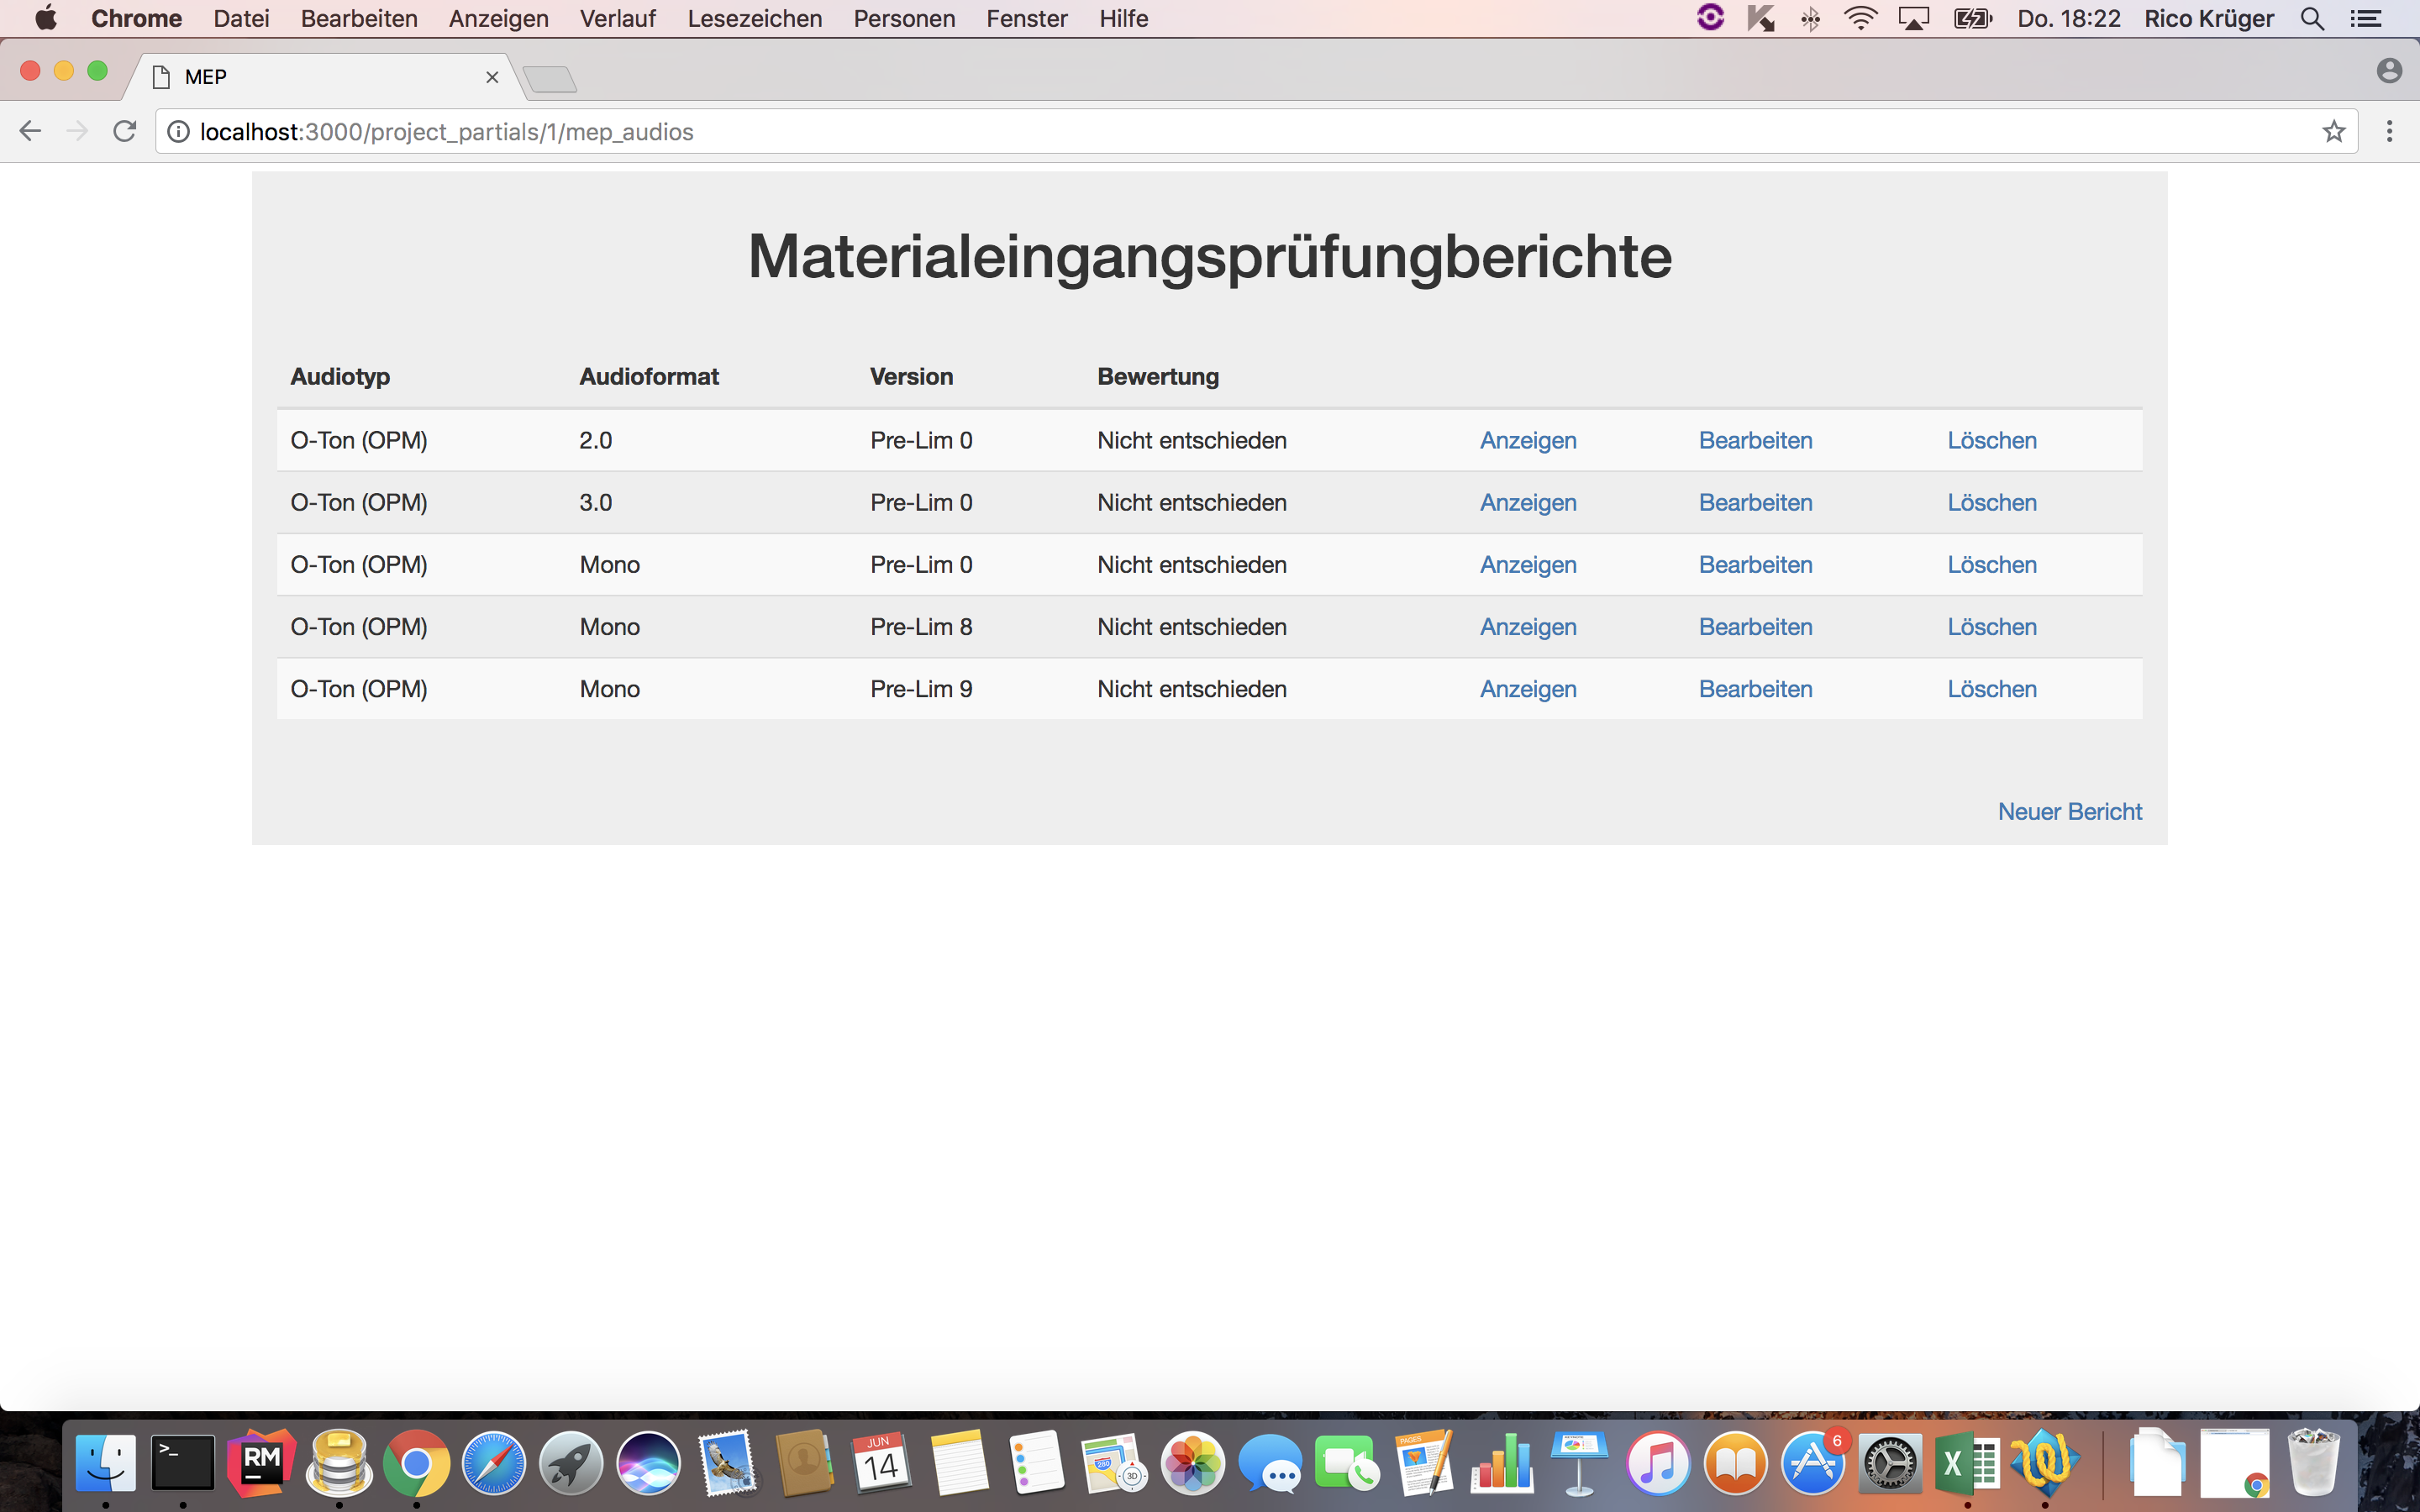 Chrome Datei Bearbeiten Anzeigen Verlauf Lesezeichen Personen Fenster Hilfe Do. 18:22 Rico Krüger
MEP
localhost:3000/project_partials/1/mep_audios
Materialeingangsprüfungberichte
Audiotyp Audioformat Version Bewertung
O-Ton (OPM) 2.0 Pre-Lim 0 Nicht entschieden Anzeigen Bearbeiten Löschen
O-Ton (OPM) 3.0 Pre-Lim 0 Nicht entschieden Anzeigen Bearbeiten Löschen
O-Ton (OPM) Mono Pre-Lim 0 Nicht entschieden Anzeigen Bearbeiten Löschen
O-Ton (OPM) Mono Pre-Lim 8 Nicht entschieden Anzeigen Bearbeiten Löschen
O-Ton (OPM) Mono Pre-Lim 9 Nicht entschieden Anzeigen Bearbeiten Löschen
Neuer Bericht
>_ RM JUN 14 280 3D PAGES 6 X